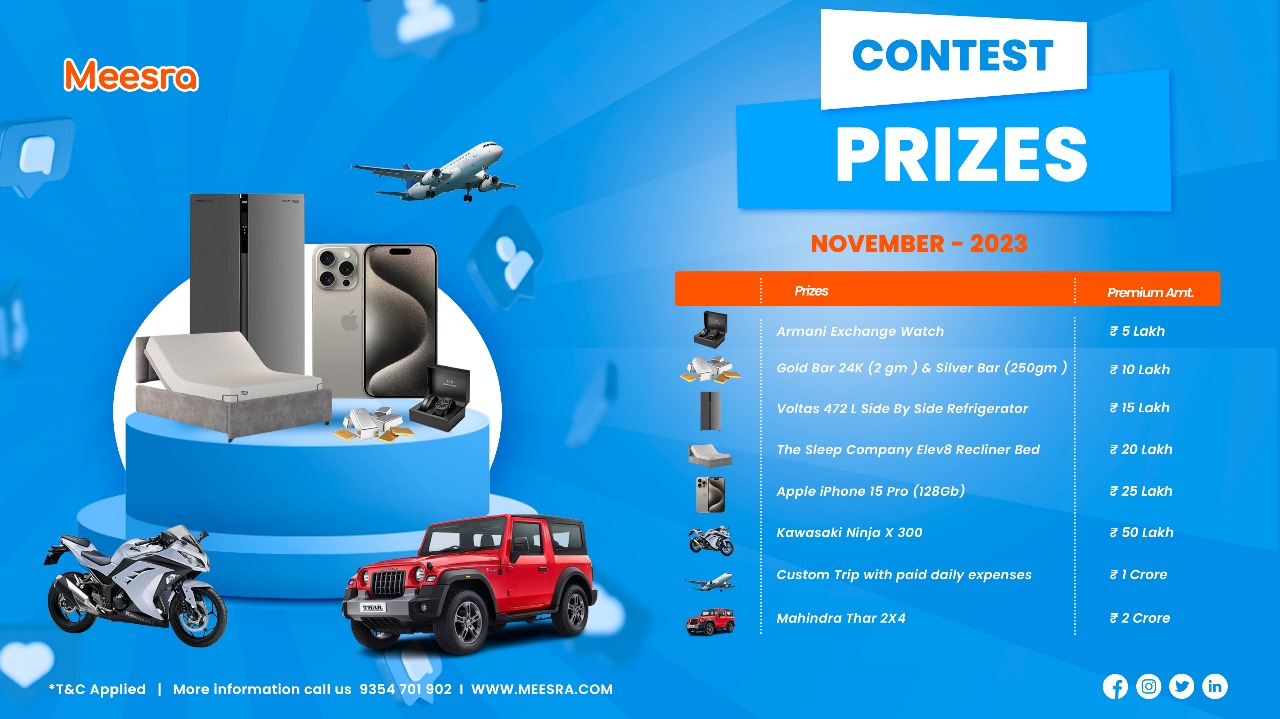 Meesra
CONTEST
PRIZES
NOVEMBER - 2023
Prizes Premium Amt.
Armani Exchange Watch ₹ 5 Lakh
Gold Bar 24K (2 gm ) & Silver Bar (250gm ) ₹ 10 Lakh
Voltas 472 L Side By Side Refrigerator ₹ 15 Lakh
The Sleep Company Elev8 Recliner Bed ₹ 20 Lakh
Apple iPhone 15 Pro (128Gb) ₹ 25 Lakh
Kawasaki Ninja X 300 ₹ 50 Lakh
Custom Trip with paid daily expenses ₹ 1 Crore
Mahindra Thar 2X4 ₹ 2 Crore
THAR
*T&C Applied | More information call us 9354 701 902 I WWW.MEESRA.COM